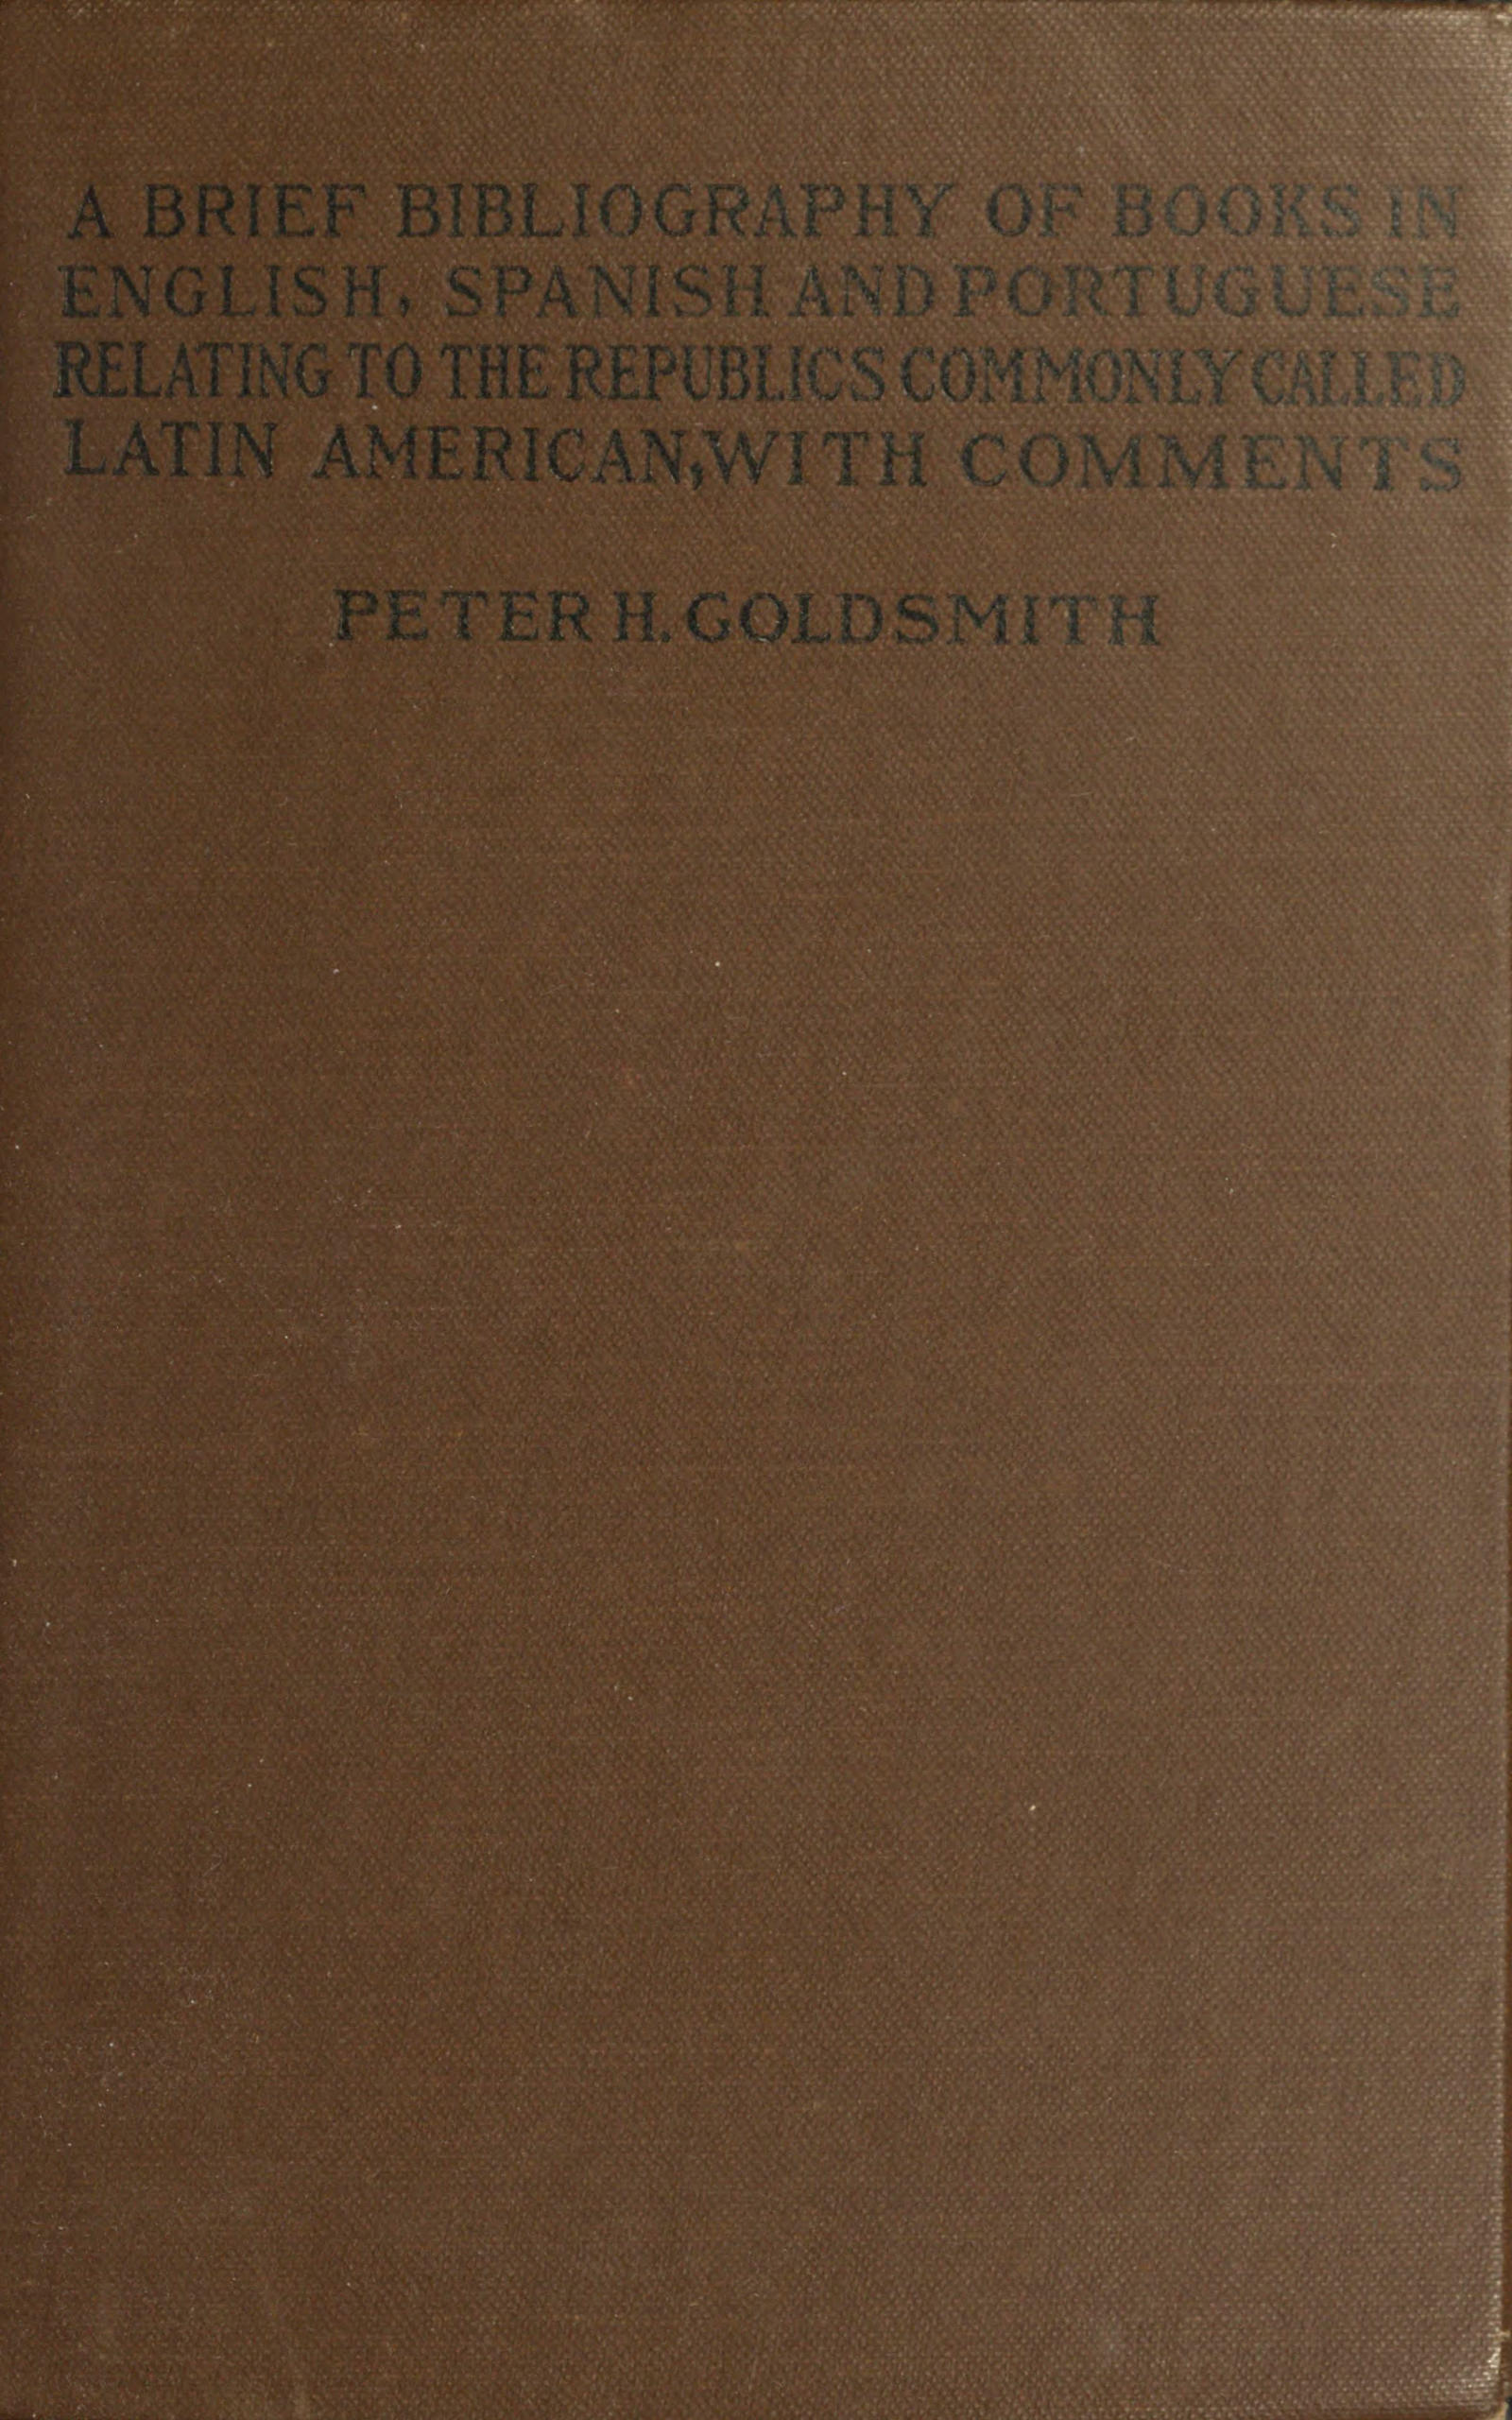 A BRIEF BIBLIOGRAPHY OF BOOKS IN
ENGLISH, SPANISH AND PORTUGUESE
RELATING TO THE REPUBLICS COMMONLY CALLED
LATIN AMERICAN, WITH COMMENTS
PETER H. GOLDSMITH